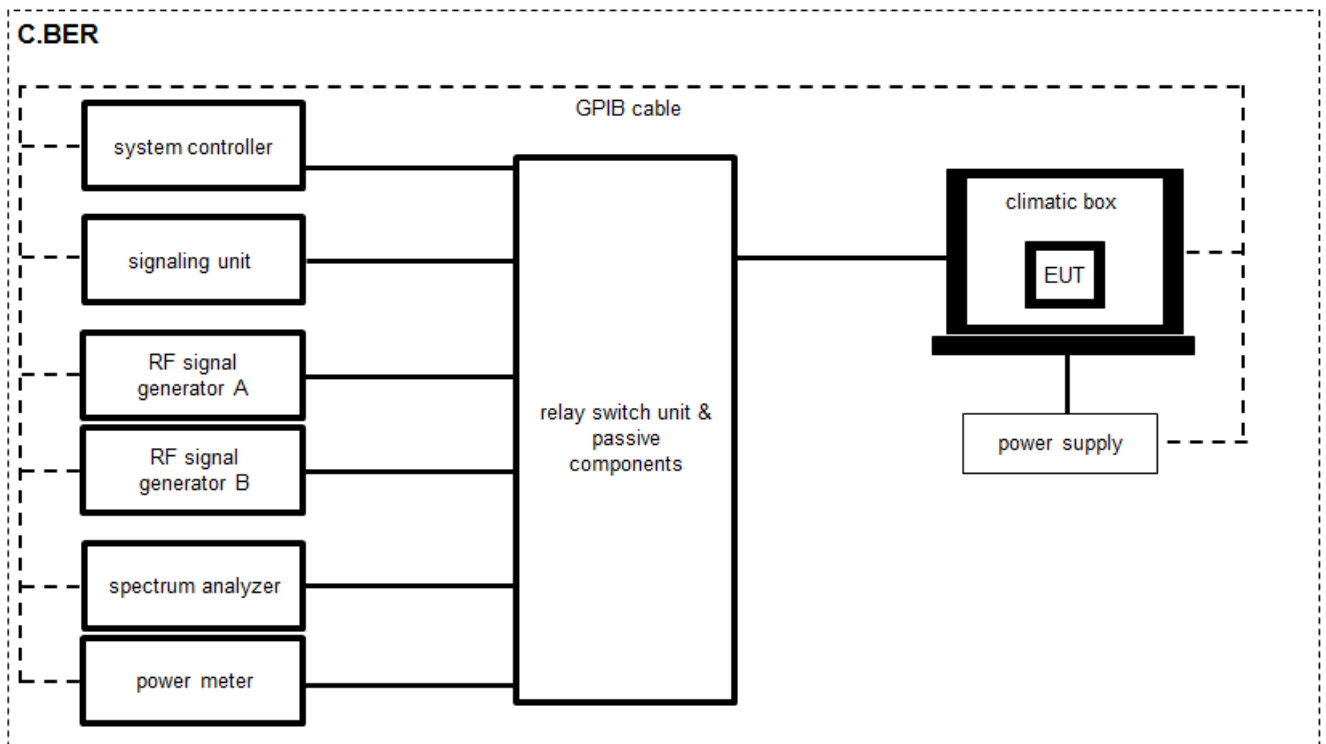 C.BER
GPIB cable
system controller
signaling unit
RF signal
generator A
RF signal
generator B
spectrum analyzer
power meter
relay switch unit &
passive
components
climatic box
EUT
power supply